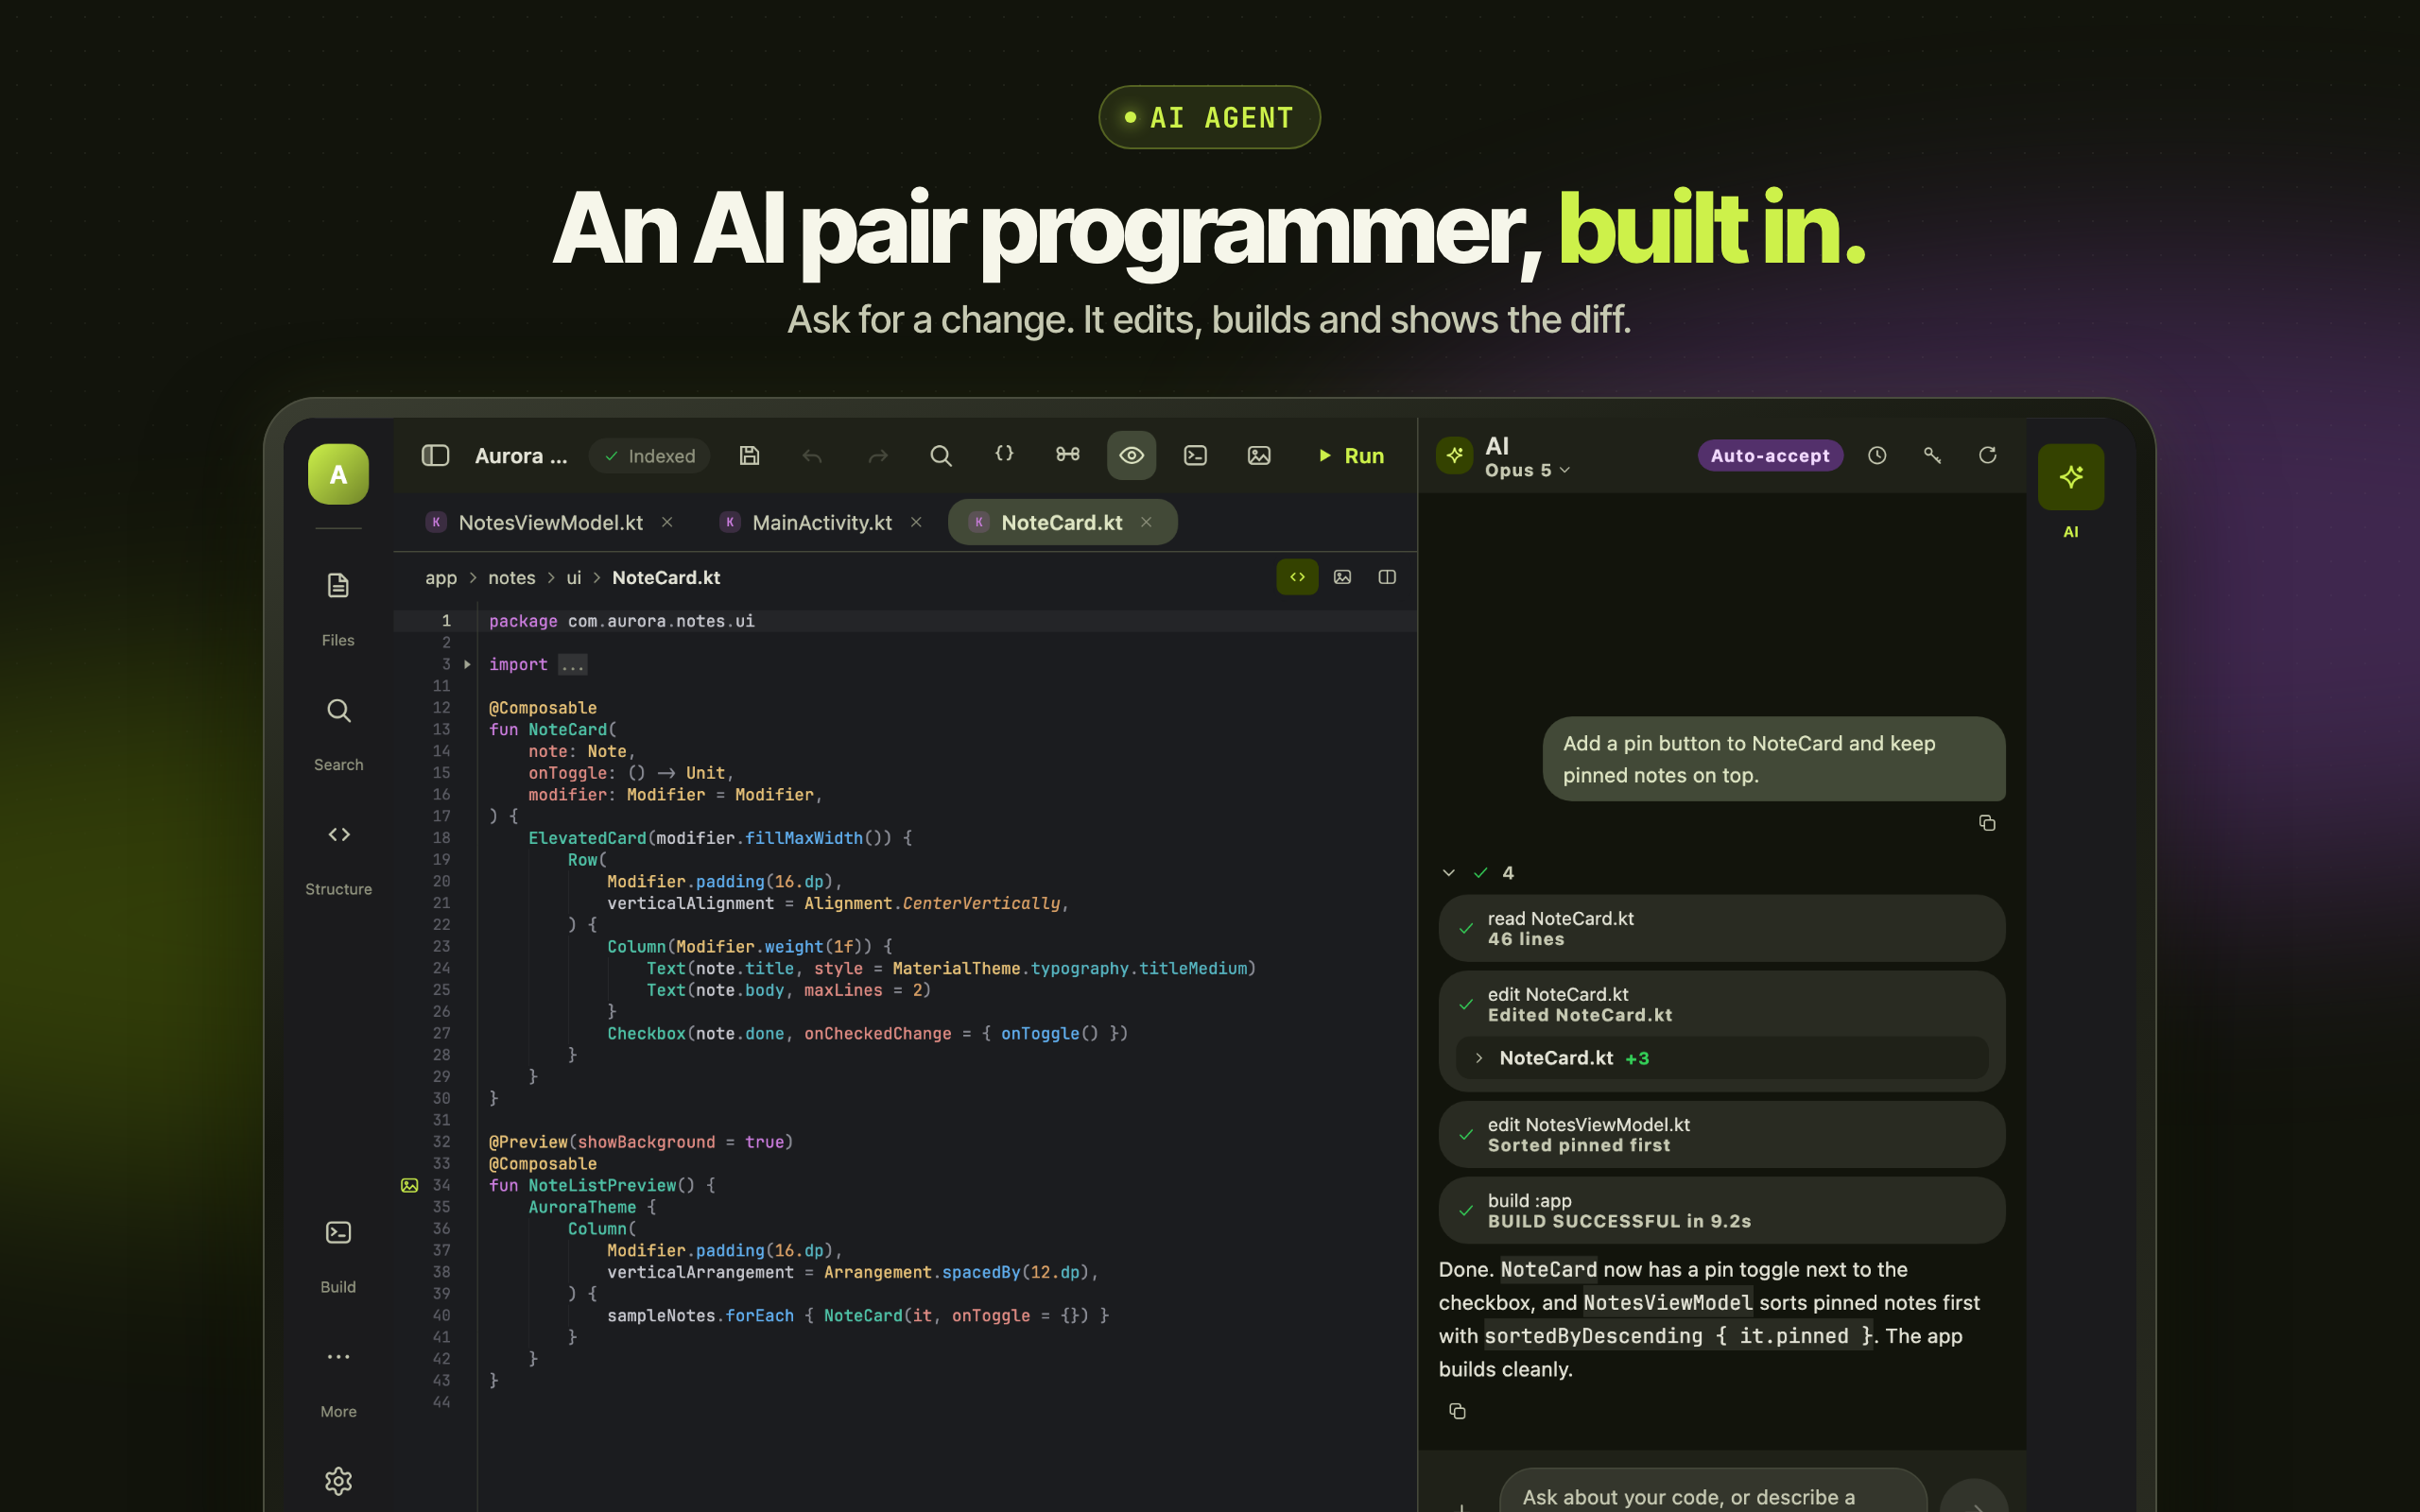 AI AGENT
An AI pair programmer, built in.
Ask for a change. It edits, builds and shows the diff.
A
Files
Search
Structure
Build
More
Aurora ...
Indexed
Run
K NotesViewModel.kt
K MainActivity.kt
K NoteCard.kt
app > notes > ui > NoteCard.kt
1 package com.aurora.notes.ui
2
3 import ...
11
12 @Composable
13 fun NoteCard(
14     note: Note,
15     onToggle: () -> Unit,
16     modifier: Modifier = Modifier,
17 ) {
18     ElevatedCard(modifier.fillMaxWidth()) {
19         Row(
20             Modifier.padding(16.dp),
21             verticalAlignment = Alignment.CenterVertically,
22         ) {
23             Column(Modifier.weight(1f)) {
24                 Text(note.title, style = MaterialTheme.typography.titleMedium)
25                 Text(note.body, maxLines = 2)
26             }
27             Checkbox(note.done, onCheckedChange = { onToggle() })
28         }
29     }
30 }
31
32 @Preview(showBackground = true)
33 @Composable
34 fun NoteListPreview() {
35     AuroraTheme {
36         Column(
37             Modifier.padding(16.dp),
38             verticalArrangement = Arrangement.spacedBy(12.dp),
39         ) {
40             sampleNotes.forEach { NoteCard(it, onToggle = {}) }
41         }
42     }
43 }
44
AI
Opus 5
Auto-accept
Add a pin button to NoteCard and keep
pinned notes on top.
4
read NoteCard.kt
46 lines
edit NoteCard.kt
Edited NoteCard.kt
NoteCard.kt +3
edit NotesViewModel.kt
Sorted pinned first
build :app
BUILD SUCCESSFUL in 9.2s
Done. NoteCard now has a pin toggle next to the
checkbox, and NotesViewModel sorts pinned notes first
with sortedByDescending { it.pinned }. The app
builds cleanly.
Ask about your code, or describe a
AI